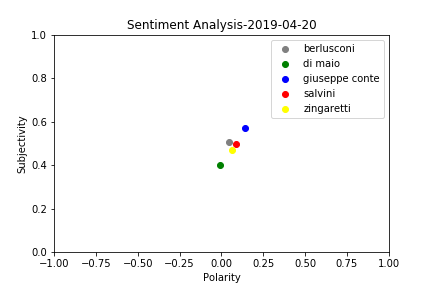 Sentiment Analysis-2019-04-20
berlusconi
di maio
giuseppe conte
salvini
zingaretti
Subjectivity
1.0
0.8
0.6
0.4
0.2
0.0
−1.00 −0.75 −0.50 −0.25 0.00 0.25 0.50 0.75 1.00
Polarity